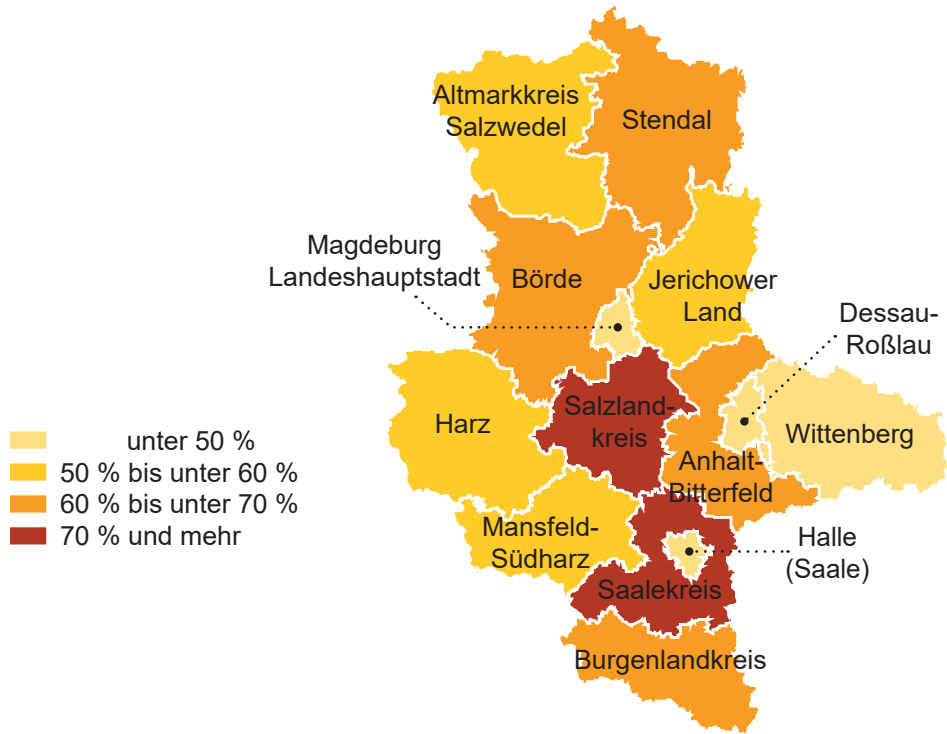 Altmarkkreis
Salzwedel
Stendal
Magdeburg
Landeshauptstadt
Börde
Jerichower
Land
Dessau-
Roßlau
Harz
Salzland-
kreis
Wittenberg
Anhalt-
Bitterfeld
unter 50 %
50 % bis unter 60 %
60 % bis unter 70 %
70 % und mehr
Mansfeld-
Südharz
Halle
(Saale)
Saalekreis
Burgenlandkreis